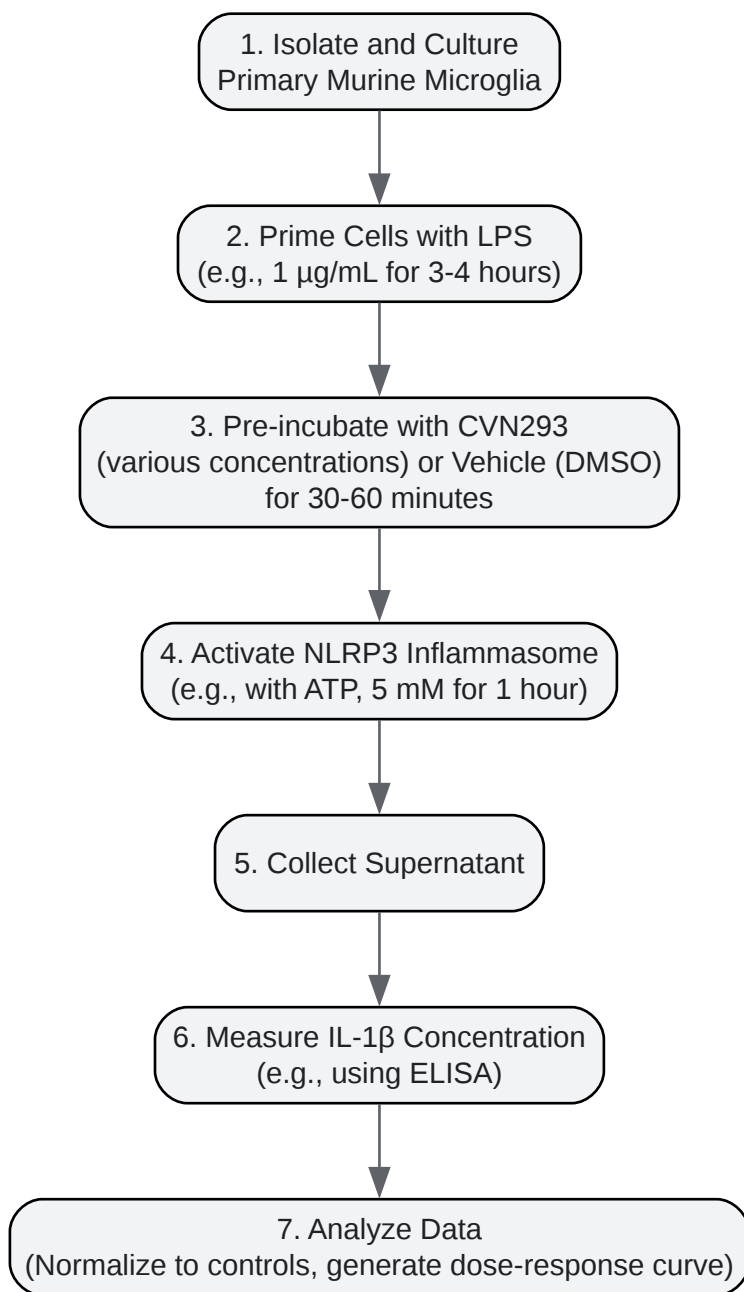 1. Isolate and Culture
Primary Murine Microglia
2. Prime Cells with LPS
(e.g., 1 µg/mL for 3-4 hours)
3. Pre-incubate with CVN293
(various concentrations) or Vehicle (DMSO)
for 30-60 minutes
4. Activate NLRP3 Inflammasome
(e.g., with ATP, 5 mM for 1 hour)
5. Collect Supernatant
6. Measure IL-1β Concentration
(e.g., using ELISA)
7. Analyze Data
(Normalize to controls, generate dose-response curve)